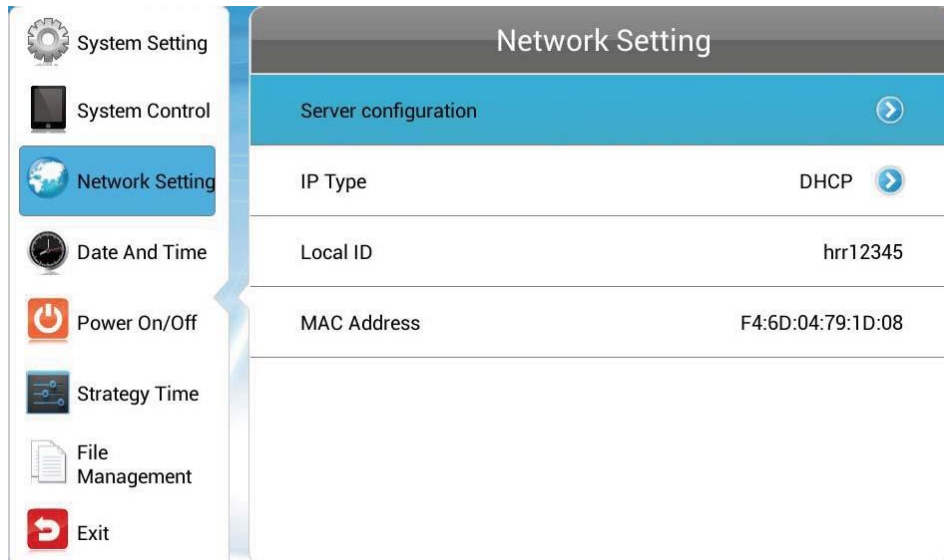 System Setting
System Control
Network Setting
Date And Time
Power On/Off
Strategy Time
File
Management
Exit
Network Setting
Server configuration
IP Type DHCP
Local ID hrr12345
MAC Address F4:6D:04:79:1D:08